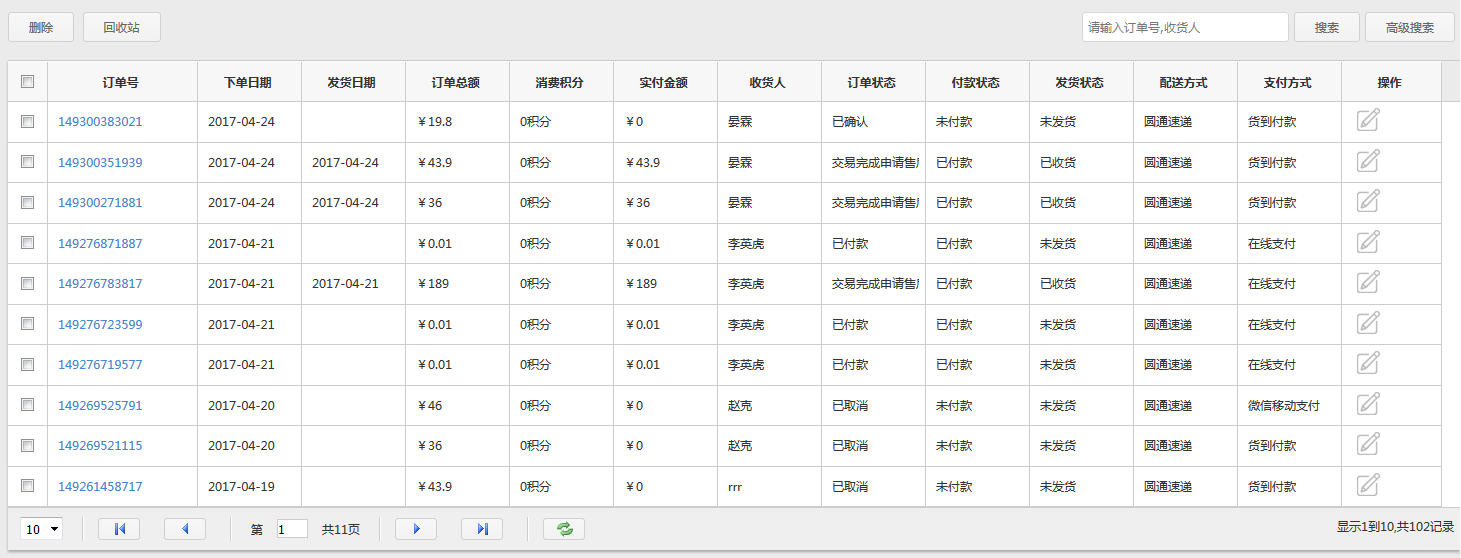 删除 回收站 请输入订单号,收货人 搜索 高级搜索
订单号 下单日期 发货日期 订单总额 消费积分 实付金额 收货人 订单状态 付款状态 发货状态 配送方式 支付方式 操作
149300383021 2017-04-24 ￥19.8 0积分 ￥0 晏霖 已确认 未付款 未发货 圆通速递 货到付款
149300351939 2017-04-24 2017-04-24 ￥43.9 0积分 ￥43.9 晏霖 交易完成申请售 已付款 已收货 圆通速递 货到付款
149300271881 2017-04-24 2017-04-24 ￥36 0积分 ￥36 晏霖 交易完成申请售 已付款 已收货 圆通速递 货到付款
149276871887 2017-04-21 ￥0.01 0积分 ￥0.01 李英虎 已付款 已付款 未发货 圆通速递 在线支付
149276783817 2017-04-21 2017-04-21 ￥189 0积分 ￥189 李英虎 交易完成申请售 已付款 已收货 圆通速递 在线支付
149276723599 2017-04-21 ￥0.01 0积分 ￥0.01 李英虎 已付款 已付款 未发货 圆通速递 在线支付
149276719577 2017-04-21 ￥0.01 0积分 ￥0.01 李英虎 已付款 已付款 未发货 圆通速递 在线支付
149269525791 2017-04-20 ￥46 0积分 ￥0 赵克 已取消 未付款 未发货 圆通速递 微信移动支付
149269521115 2017-04-20 ￥36 0积分 ￥0 赵克 已取消 未付款 未发货 圆通速递 货到付款
149261458717 2017-04-19 ￥43.9 0积分 ￥0 rrr 已取消 未付款 未发货 圆通速递 货到付款
10 第 1 共11页 显示1到10,共102记录